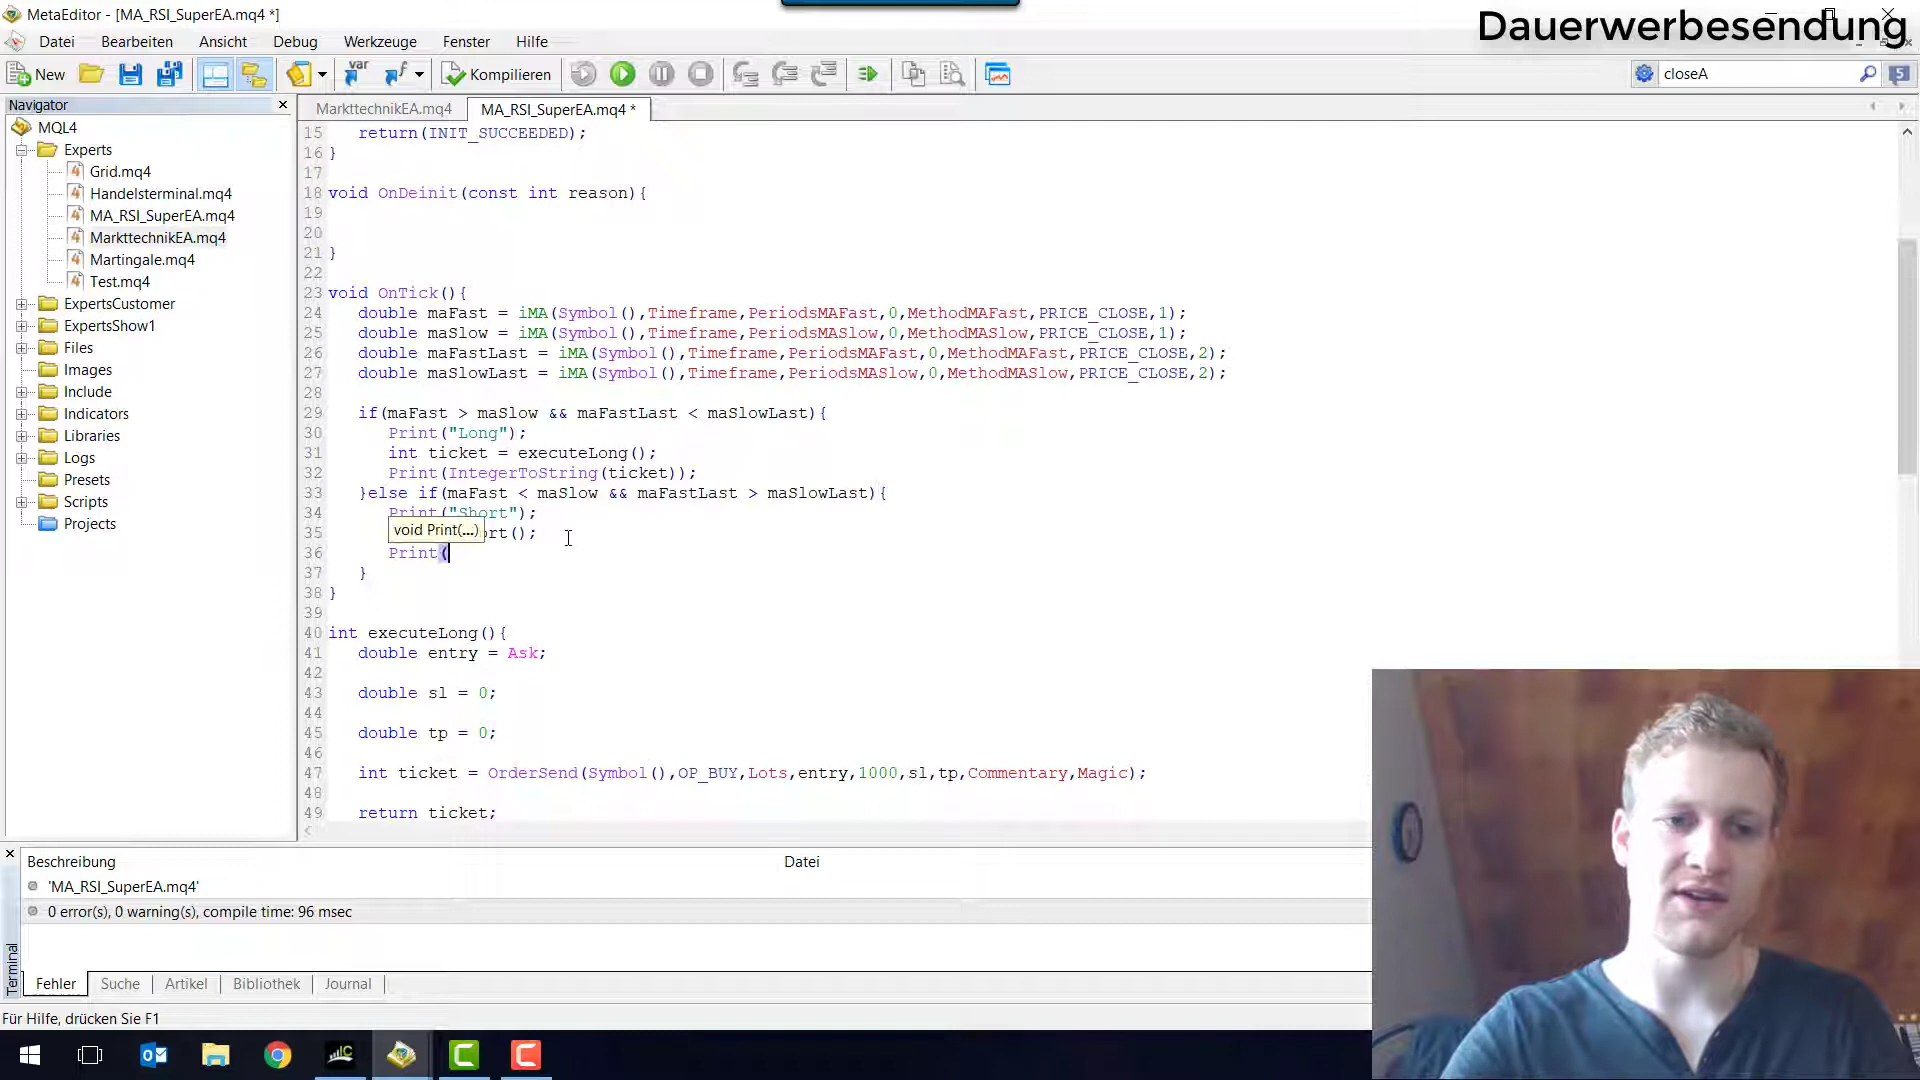 MetaEditor - [MA_RSI_SuperEA.mq4 *]
Dauerwerbesendung
Datei Bearbeiten Ansicht Debug Werkzeuge Fenster Hilfe
New var f Kompilieren closeA 5
Navigator
MarkttechnikEA.mq4 MA_RSI_SuperEA.mq4 *
MQL4
Experts
Grid.mq4
Handelsterminal.mq4
MA_RSI_SuperEA.mq4
MarkttechnikEA.mq4
Martingale.mq4
Test.mq4
ExpertsCustomer
ExpertsShow1
Files
Images
Include
Indicators
Libraries
Logs
Presets
Scripts
Projects
15 return(INIT_SUCCEEDED);
16 }
17
18 void OnDeinit(const int reason){
19
20
21 }
22
23 void OnTick(){
24 double maFast = iMA(Symbol(),Timeframe,PeriodsMAFast,0,MethodMAFast,PRICE_CLOSE,1);
25 double maSlow = iMA(Symbol(),Timeframe,PeriodsMASlow,0,MethodMASlow,PRICE_CLOSE,1);
26 double maFastLast = iMA(Symbol(),Timeframe,PeriodsMAFast,0,MethodMAFast,PRICE_CLOSE,2);
27 double maSlowLast = iMA(Symbol(),Timeframe,PeriodsMASlow,0,MethodMASlow,PRICE_CLOSE,2);
28
29 if(maFast > maSlow && maFastLast < maSlowLast){
30 Print("Long");
31 int ticket = executeLong();
32 Print(IntegerToString(ticket));
33 }else if(maFast < maSlow && maFastLast > maSlowLast){
34 Print("Short");
void Print(...)
35 ort();
36 Print(
37 }
38 }
39
40 int executeLong(){
41 double entry = Ask;
42
43 double sl = 0;
44
45 double tp = 0;
46
47 int ticket = OrderSend(Symbol(),OP_BUY,Lots,entry,1000,sl,tp,Commentary,Magic);
48
49 return ticket;
Terminal
Beschreibung Datei
'MA_RSI_SuperEA.mq4'
0 error(s), 0 warning(s), compile time: 96 msec
Fehler Suche Artikel Bibliothek Journal
Für Hilfe, drücken Sie F1